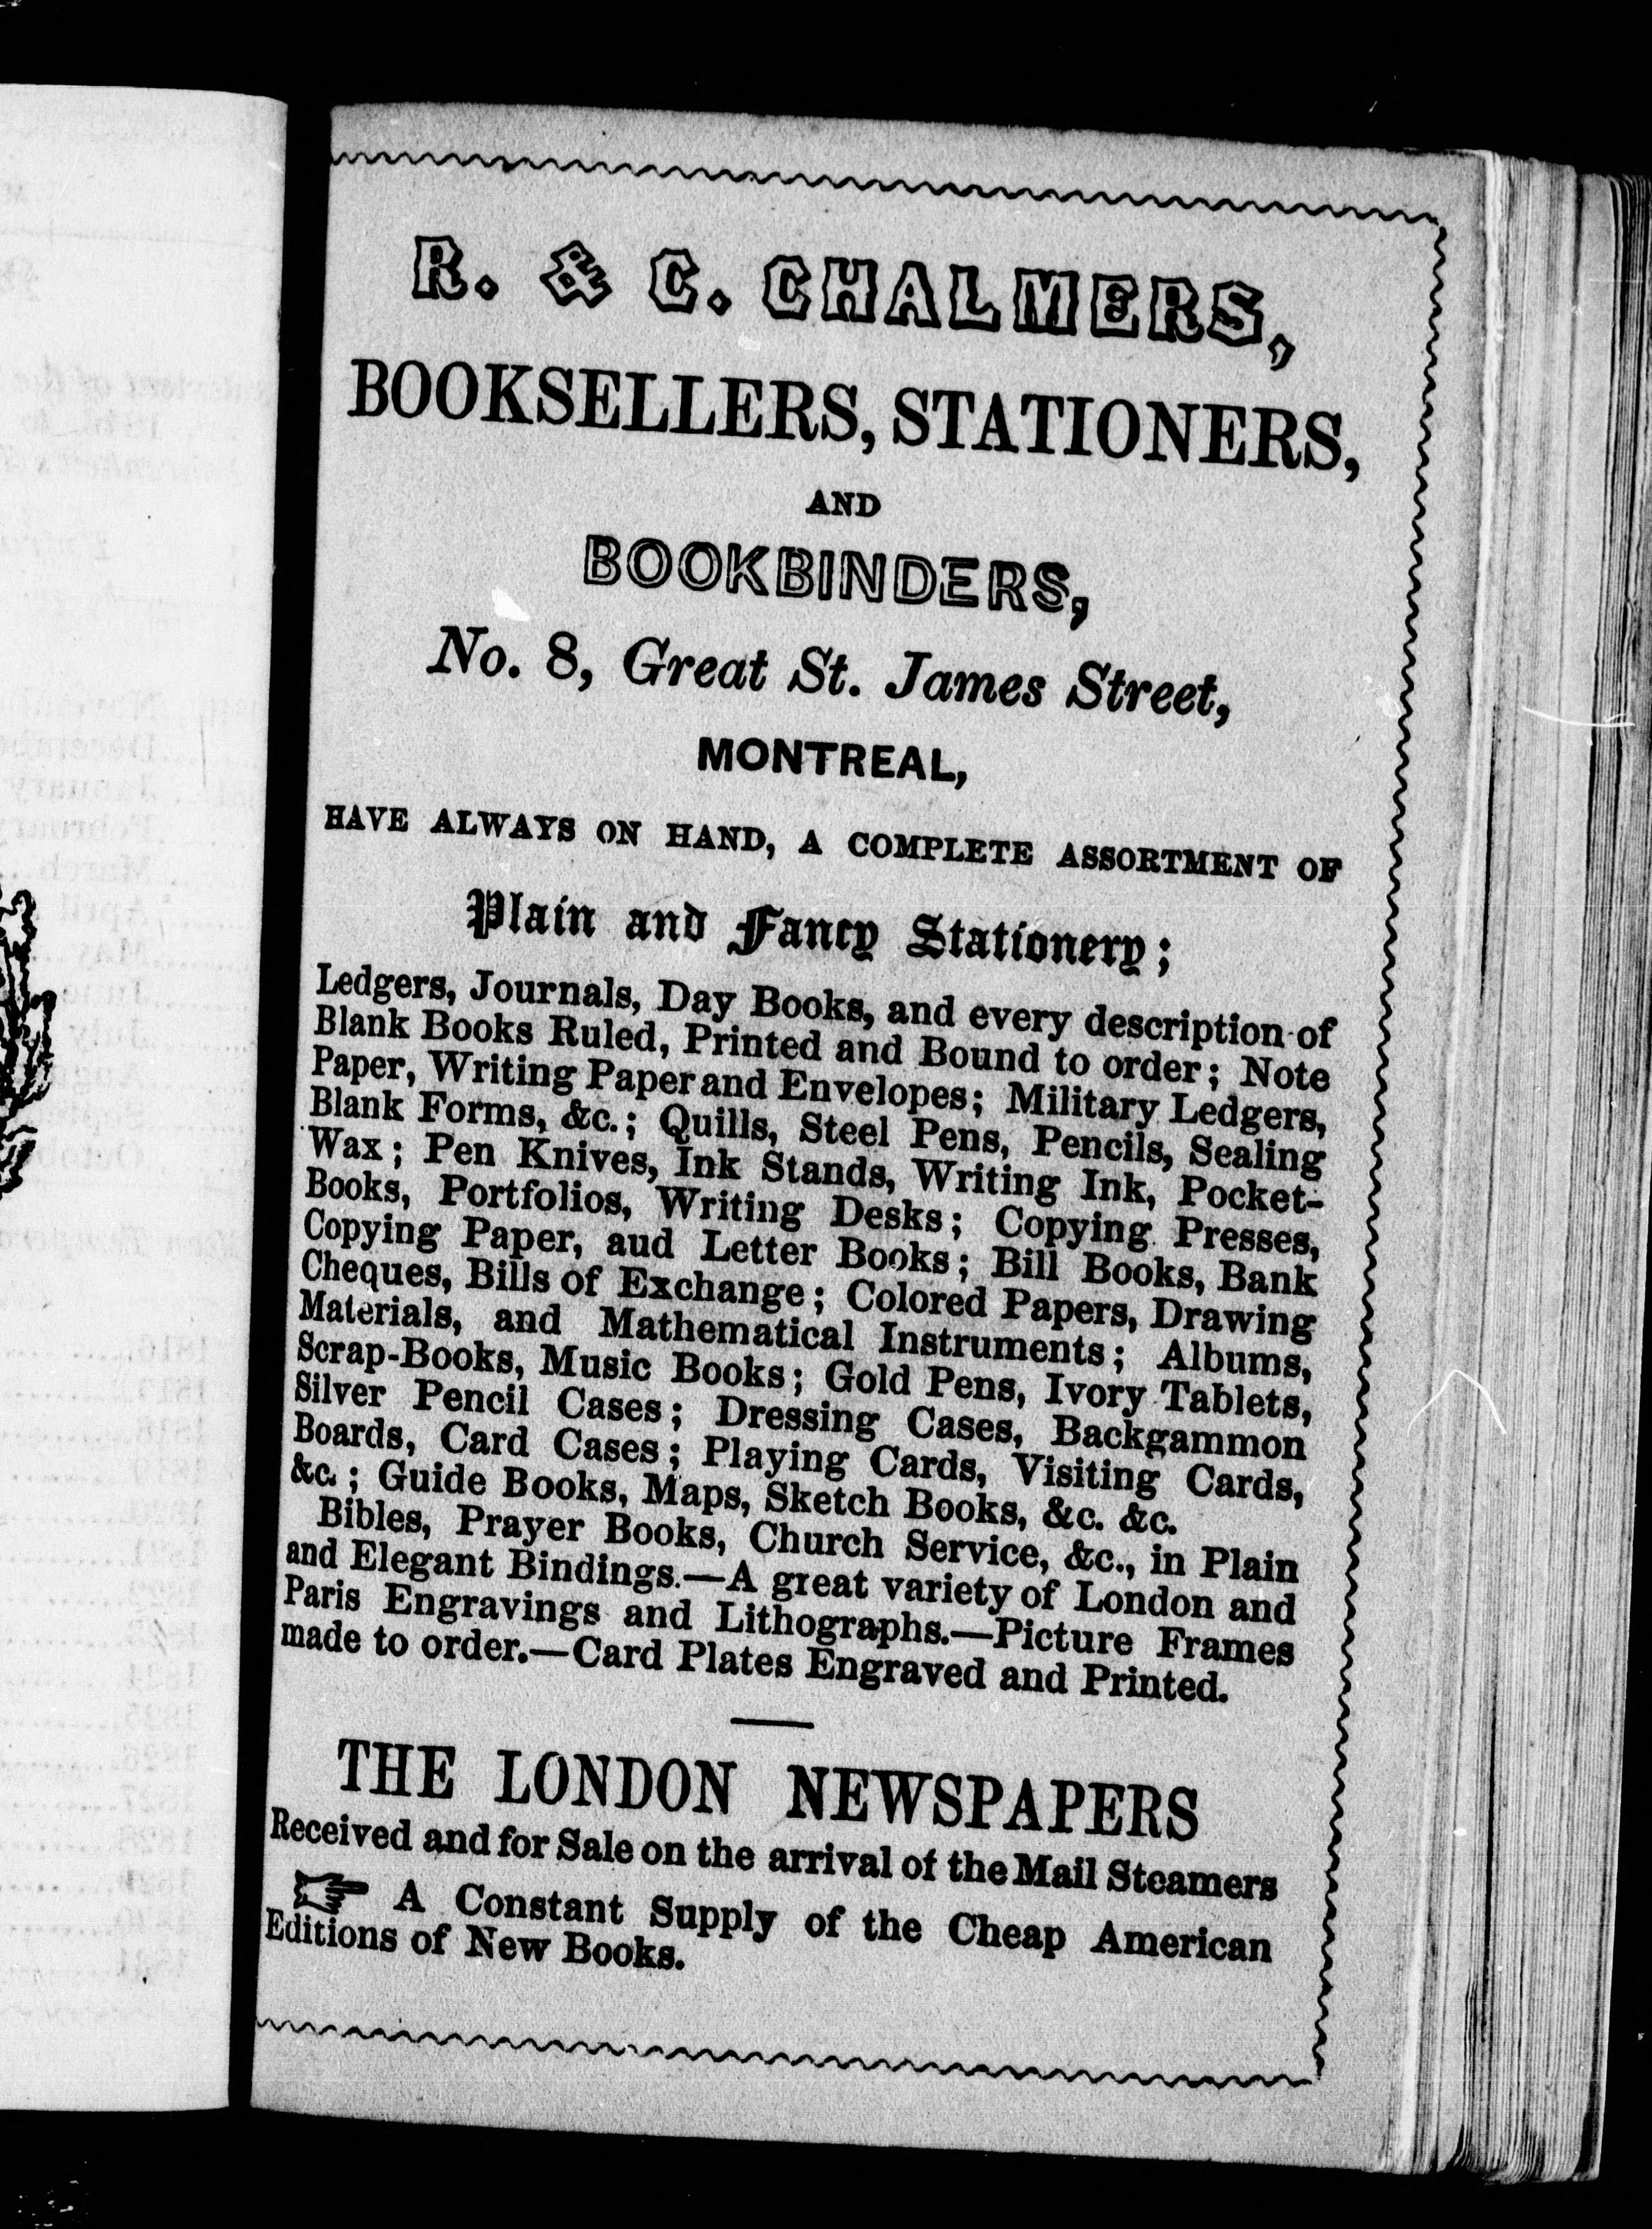 R. & C. CHALMERS,
BOOKSELLERS, STATIONERS,
AND
BOOKBINDERS,
No. 8, Great St. James Street,
MONTREAL,
HAVE ALWAYS ON HAND, A COMPLETE ASSORTMENT OF
Plain and Fancy Stationery;
Ledgers, Journals, Day Books, and every description of
Blank Books Ruled, Printed and Bound to order; Note
Paper, Writing Paper and Envelopes; Military Ledgers,
Blank Forms, &c.; Quills, Steel Pens, Pencils, Sealing
Wax; Pen Knives, Ink Stands, Writing Ink, Pocket-
Books, Portfolios, Writing Desks; Copying Presses,
Copying Paper, aud Letter Books; Bill Books, Bank
Cheques, Bills of Exchange; Colored Papers, Drawing
Materials, and Mathematical Instruments; Albums,
Scrap-Books, Music Books; Gold Pens, Ivory Tablets,
Silver Pencil Cases; Dressing Cases, Backgammon
Boards, Card Cases; Playing Cards, Visiting Cards,
&c.; Guide Books, Maps, Sketch Books, &c. &c.
Bibles, Prayer Books, Church Service, &c., in Plain
and Elegant Bindings.—A great variety of London and
Paris Engravings and Lithographs.—Picture Frames
made to order.—Card Plates Engraved and Printed.
THE LONDON NEWSPAPERS
Received and for Sale on the arrival of the Mail Steamers
☞ A Constant Supply of the Cheap American
Editions of New Books.